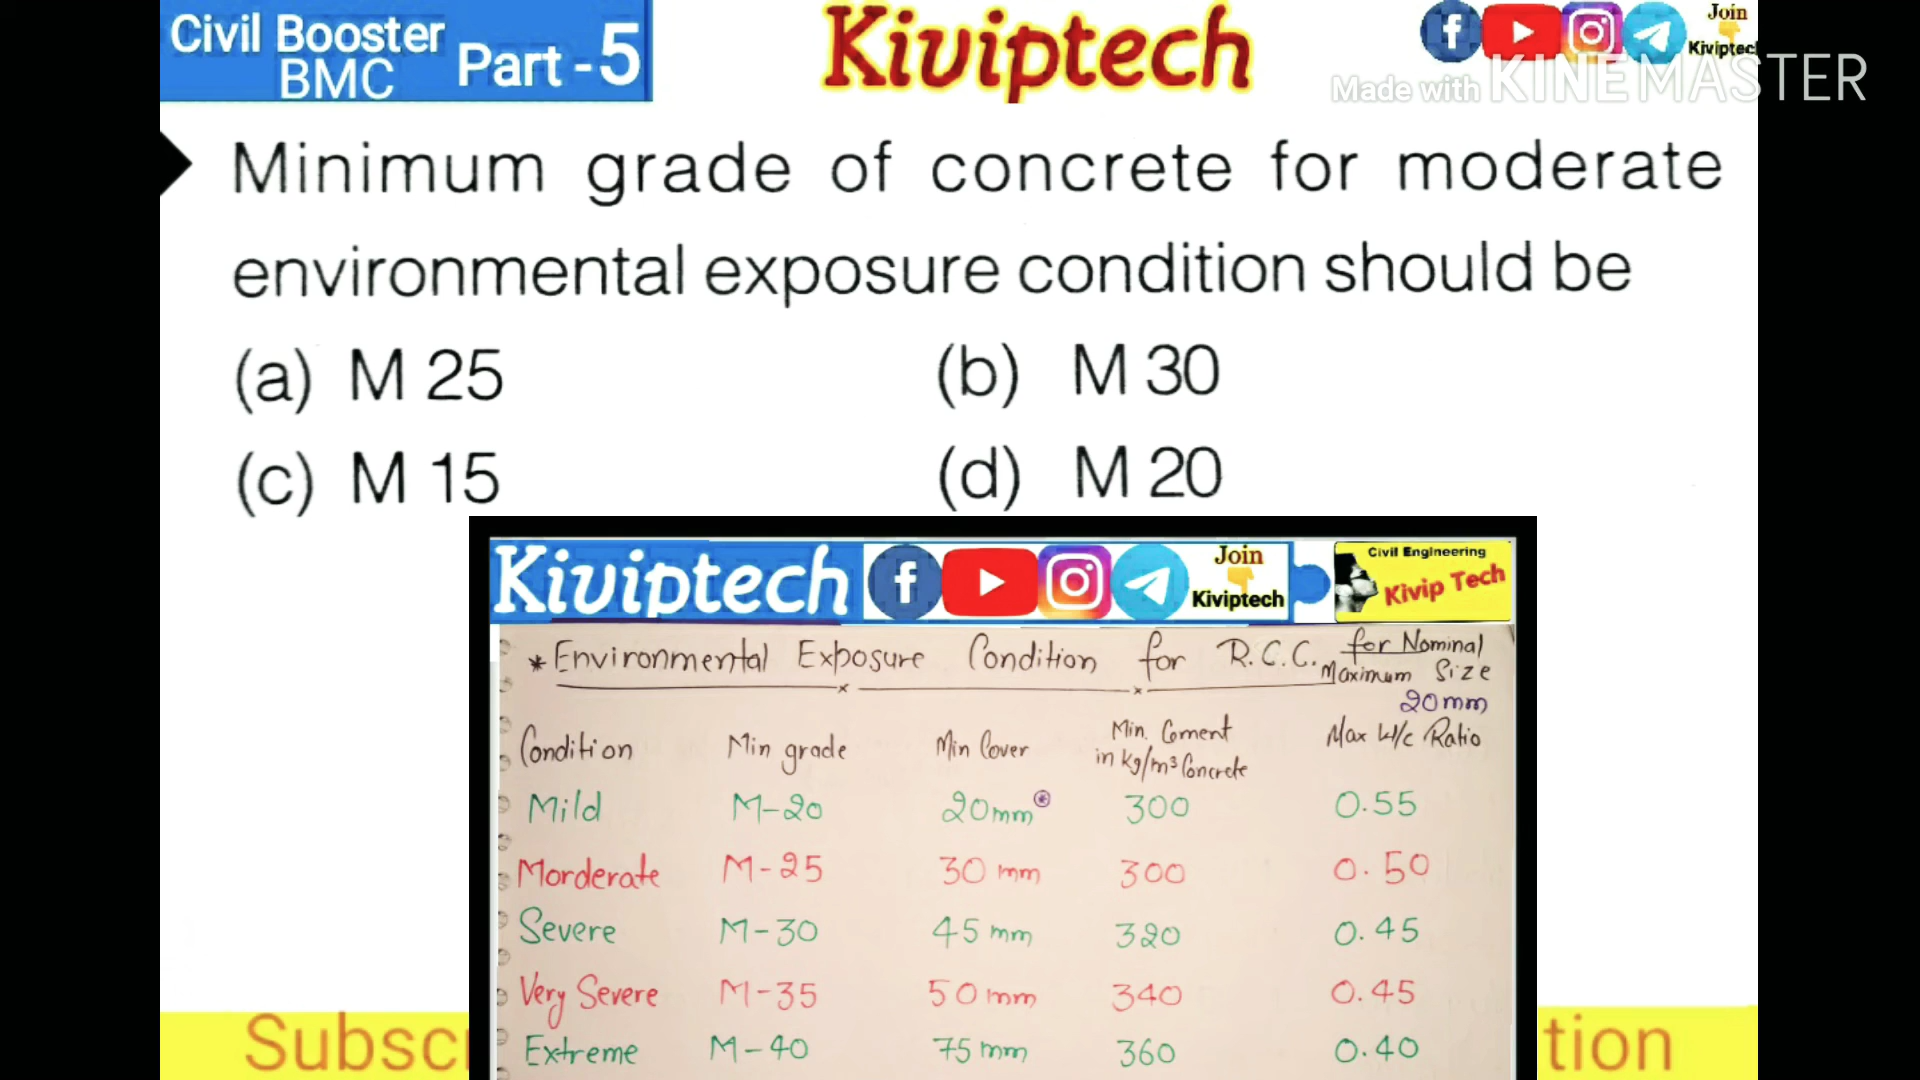 Civil Booster
BMC
Part - 5
Kiviptech
Join
Kiviptec
Made with KINEMASTER
Minimum grade of concrete for moderate
environmental exposure condition should be
(a) M 25
(b) M 30
(c) M 15
(d) M 20
Kiviptech
Join
Kiviptech
Civil Engineering
Kivip Tech
* Environmental Exposure Condition for R.C.C. for Nominal
Maximum Size
20mm
Condition Min grade Min Cover Min. Cement in kg/m³ Concrete Max W/c Ratio
Mild M-20 20mm 300 0.55
Morderate M-25 30 mm 300 0.50
Severe M-30 45 mm 320 0.45
Very Severe M-35 50 mm 340 0.45
Extreme M-40 75 mm 360 0.40
Subsc
tion